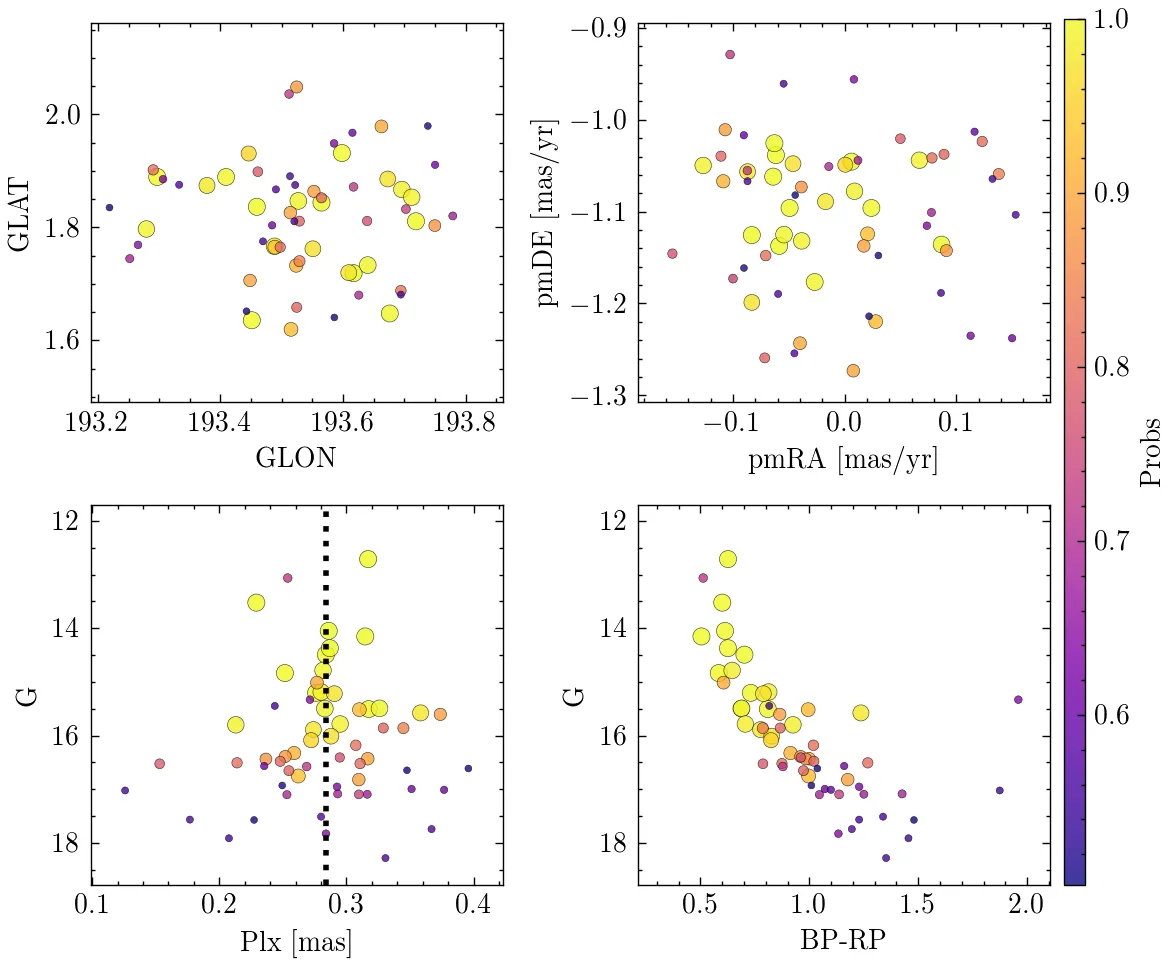 2.0
1.8
1.6
GLAT
193.2 193.4 193.6 193.8
GLON
−0.9
−1.0
−1.1
−1.2
−1.3
pmDE [mas/yr]
−0.1 0.0 0.1
pmRA [mas/yr]
12
14
16
18
G
0.1 0.2 0.3 0.4
Plx [mas]
12
14
16
18
G
0.5 1.0 1.5 2.0
BP-RP
1.0
0.9
0.8
0.7
0.6
Probs